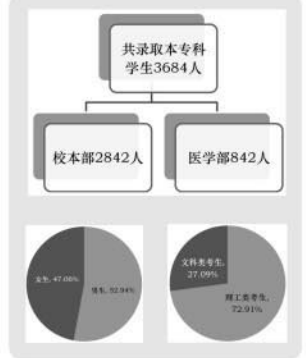 共录取本专科
学生3684人
校本部2842人
医学部842人
女生, 47.06%
男生, 52.94%
文科类考生,
27.09%
理工类考生,
72.91%